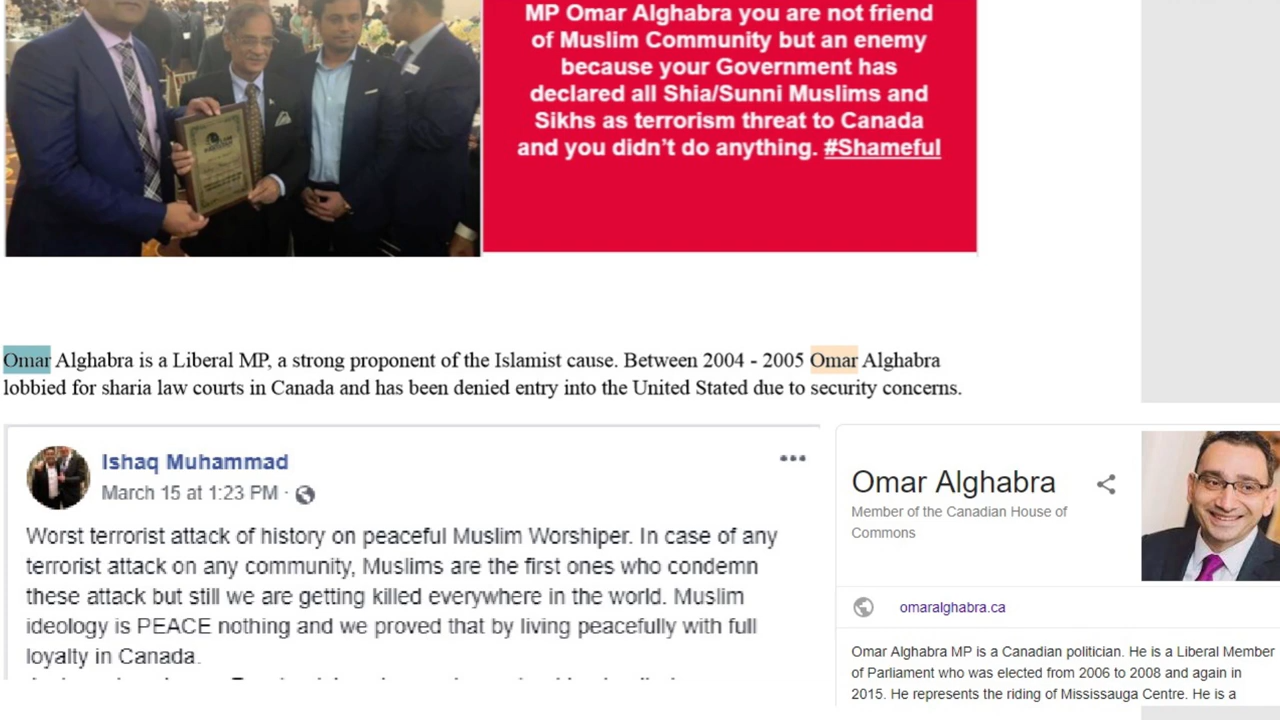 MP Omar Alghabra you are not friend
of Muslim Community but an enemy
because your Government has
declared all Shia/Sunni Muslims and
Sikhs as terrorism threat to Canada
and you didn't do anything. #Shameful
Omar Alghabra is a Liberal MP, a strong proponent of the Islamist cause. Between 2004 - 2005 Omar Alghabra
lobbied for sharia law courts in Canada and has been denied entry into the United Stated due to security concerns.
Ishaq Muhammad
March 15 at 1:23 PM ·
Worst terrorist attack of history on peaceful Muslim Worshiper. In case of any
terrorist attack on any community, Muslims are the first ones who condemn
these attack but still we are getting killed everywhere in the world. Muslim
ideology is PEACE nothing and we proved that by living peacefully with full
loyalty in Canada.
Omar Alghabra
Member of the Canadian House of
Commons
omaralghabra.ca
Omar Alghabra MP is a Canadian politician. He is a Liberal Member
of Parliament who was elected from 2006 to 2008 and again in
2015. He represents the riding of Mississauga Centre. He is a